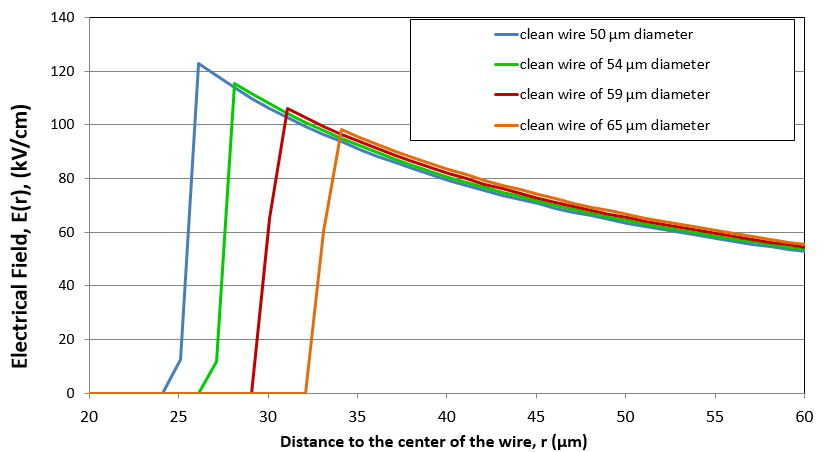 140
120
100
80
60
40
20
0
Electrical Field, E(r), (kV/cm)
clean wire 50 µm diameter
clean wire of 54 µm diameter
clean wire of 59 µm diameter
clean wire of 65 µm diameter
20 25 30 35 40 45 50 55 60
Distance to the center of the wire, r (µm)